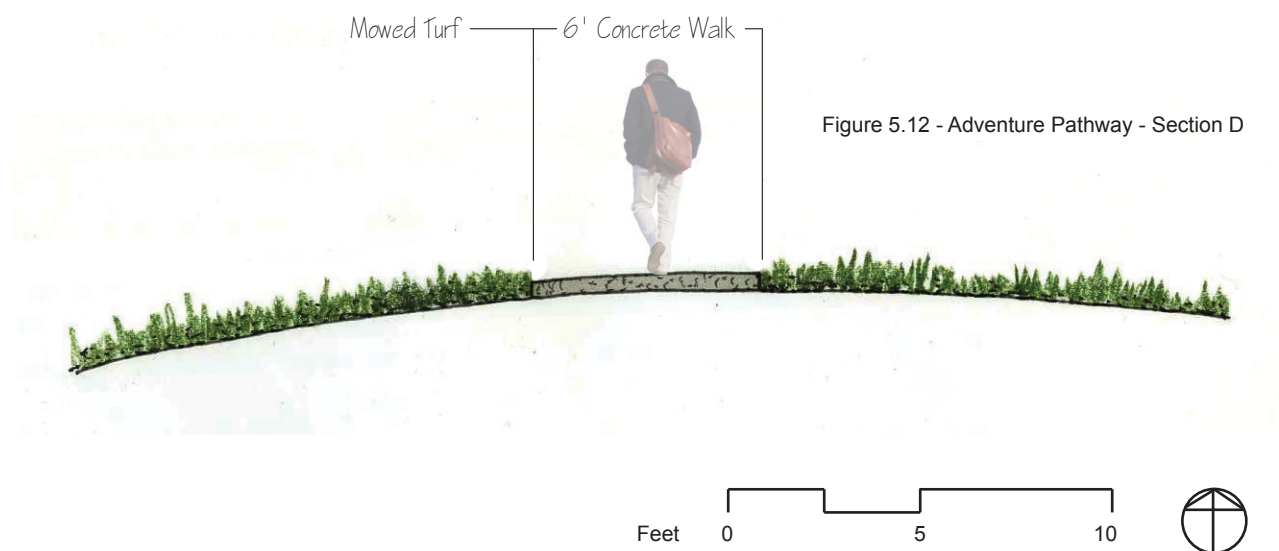 Mowed Turf
6' Concrete Walk
Figure 5.12 - Adventure Pathway - Section D
Feet 0 5 10